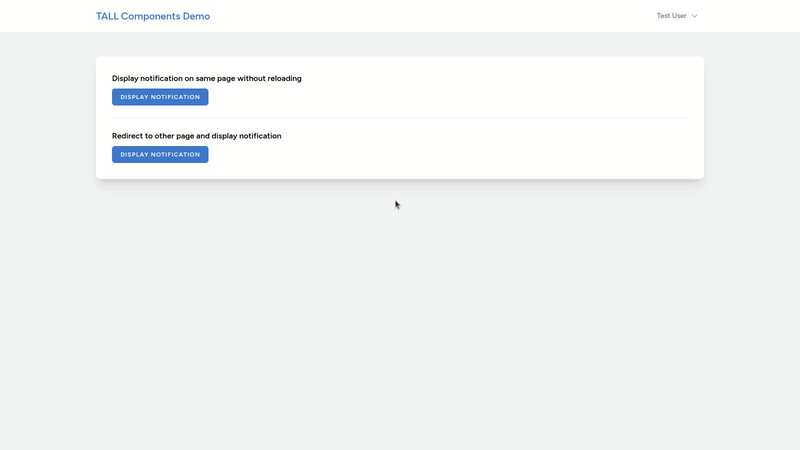 TALL Components Demo
Test User
Display notification on same page without reloading
DISPLAY NOTIFICATION
Redirect to other page and display notification
DISPLAY NOTIFICATION